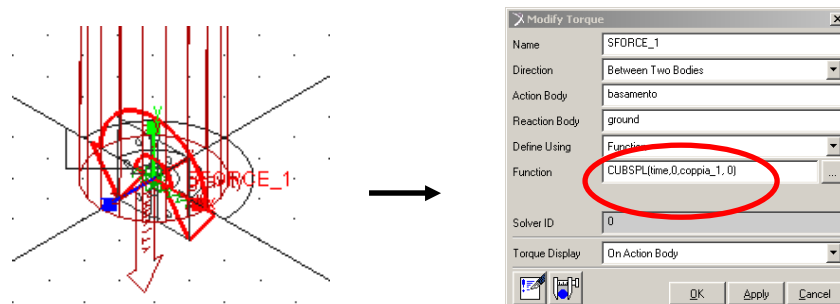 SFORCE_1
Modify Torque
Name SFORCE_1
Direction Between Two Bodies
Action Body basamento
Reaction Body ground
Define Using Function
Function CUBSPL(time,0,coppia_1, 0) ...
Solver ID 0
Torque Display On Action Body
OK Apply Cancel